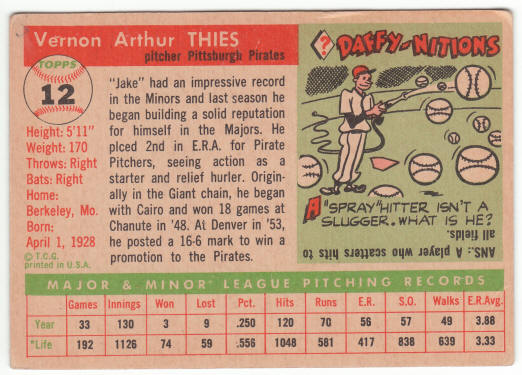 Vernon Arthur THIES
pitcher Pittsburgh Pirates
TOPPS
12
Height: 5'11"
Weight: 170
Throws: Right
Bats: Right
Home:
Berkeley, Mo.
Born:
April 1, 1928
© T.C.G.
printed in U.S.A.
"Jake" had an impressive record
in the Minors and last season he
began building a solid reputation
for himself in the Majors. He
plced 2nd in E.R.A. for Pirate
Pitchers, seeing action as a
starter and relief hurler. Origin-
ally in the Giant chain, he began
with Cairo and won 18 games at
Chanute in '48. At Denver in '53,
he posted a 16-6 mark to win a
promotion to the Pirates.
? DAFFY-NITIONS
A "SPRAY" HITTER ISN'T A
SLUGGER. WHAT IS HE?
ANS.: A player who scatters hits to
all fields.
MAJOR & MINOR LEAGUE PITCHING RECORDS
Games Innings Won Lost Pct. Hits Runs E.R. S.O. Walks E.R.Avg.
Year 33 130 3 9 .250 120 70 56 57 49 3.88
*Life 192 1126 74 59 .556 1048 581 417 838 639 3.33